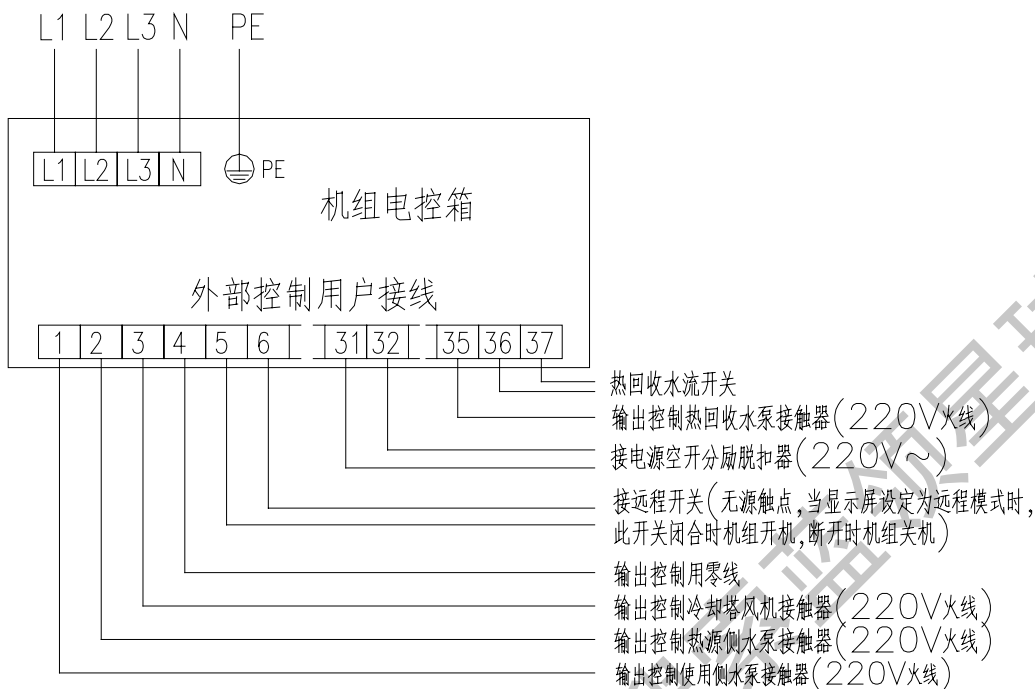 L1 L2 L3 N PE
L1 L2 L3 N PE
机组电控箱
外部控制用户接线
1 2 3 4 5 6 31 32 35 36 37
热回收水流开关
输出控制热回收水泵接触器(220V火线)
接电源空开分励脱扣器(220V~)
接远程开关(无源触点,当显示屏设定为远程模式时,
此开关闭合时机组开机,断开时机组关机)
输出控制用零线
输出控制冷却塔风机接触器(220V火线)
输出控制热源侧水泵接触器(220V火线)
输出控制使用侧水泵接触器(220V火线)
蓝领星